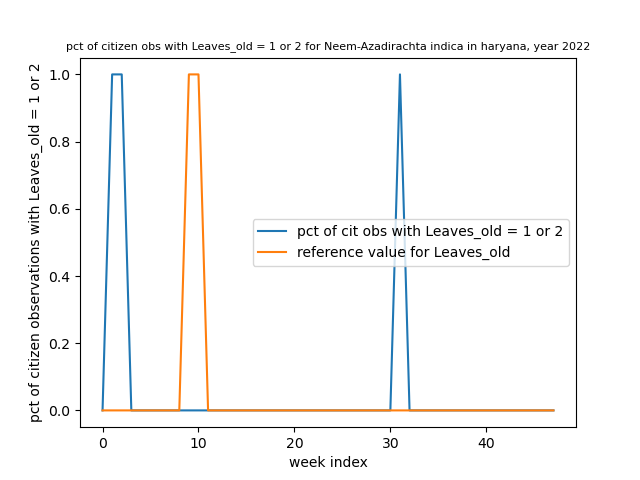 pct of citizen obs with Leaves_old = 1 or 2 for Neem-Azadirachta indica in haryana, year 2022
pct of citizen observations with Leaves_old = 1 or 2
1.0
0.8
0.6
0.4
0.2
0.0
pct of cit obs with Leaves_old = 1 or 2
reference value for Leaves_old
0 10 20 30 40
week index